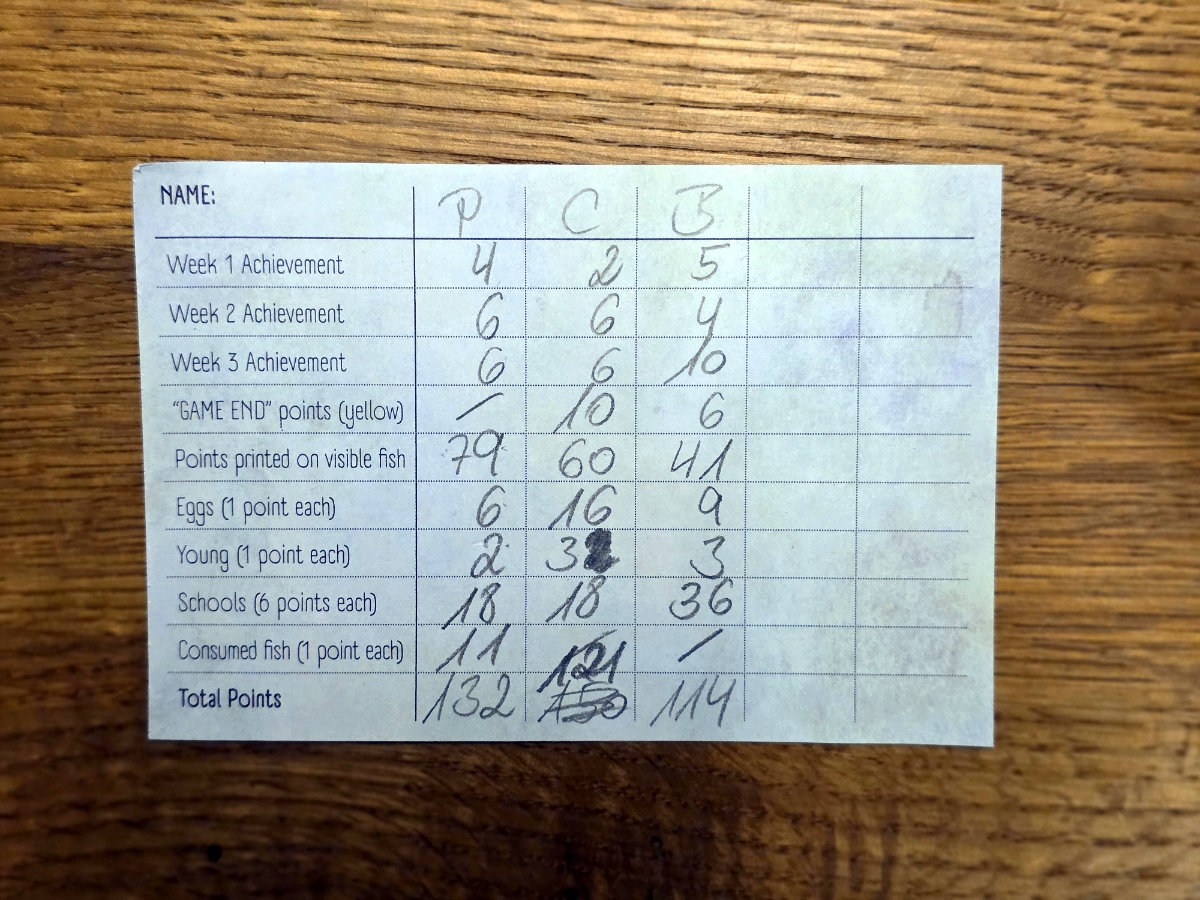 NAME: P C B
Week 1 Achievement 4 2 5
Week 2 Achievement 6 6 4
Week 3 Achievement 6 6 10
“GAME END” points (yellow) – 10 6
Points printed on visible fish 79 60 41
Eggs (1 point each) 6 16 9
Young (1 point each) 2 3 3
Schools (6 points each) 18 18 36
Consumed fish (1 point each) 11 – –
Total Points 132 121 114